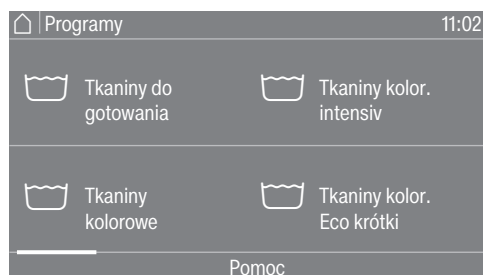 Programy 11:02
Tkaniny do
gotowania
Tkaniny kolor.
intensiv
Tkaniny
kolorowe
Tkaniny kolor.
Eco krótki
Pomoc